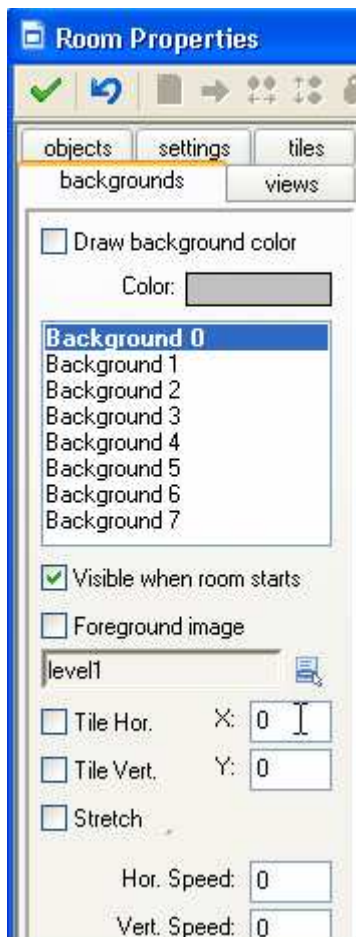 Room Properties
objects settings tiles
backgrounds views
Draw background color
Color:
Background 0
Background 1
Background 2
Background 3
Background 4
Background 5
Background 6
Background 7
Visible when room starts
Foreground image
level1
Tile Hor. X: 0
Tile Vert. Y: 0
Stretch
Hor. Speed: 0
Vert. Speed: 0